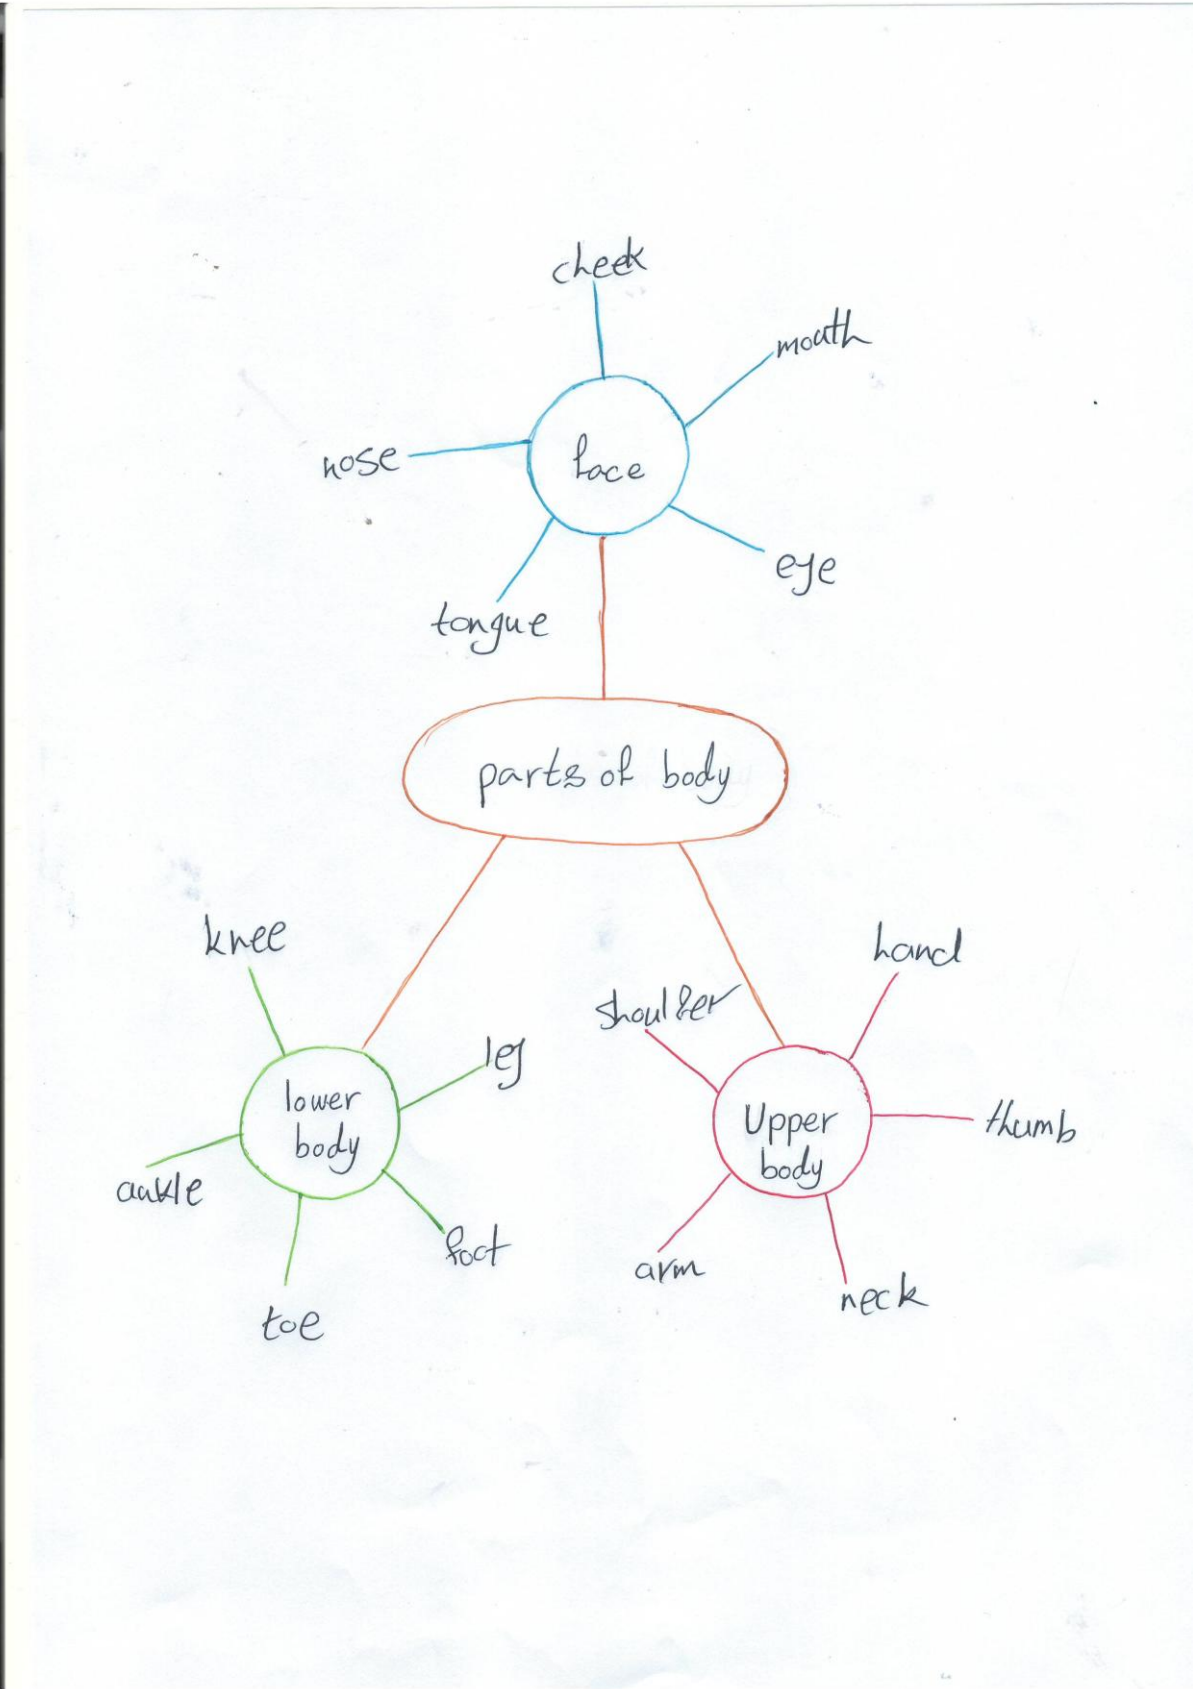 cheek
mouth
nose
face
eye
tongue
parts of body
knee
hand
shoulder
leg
lower
body
Upper
body
thumb
ankle
foot
arm
neck
toe